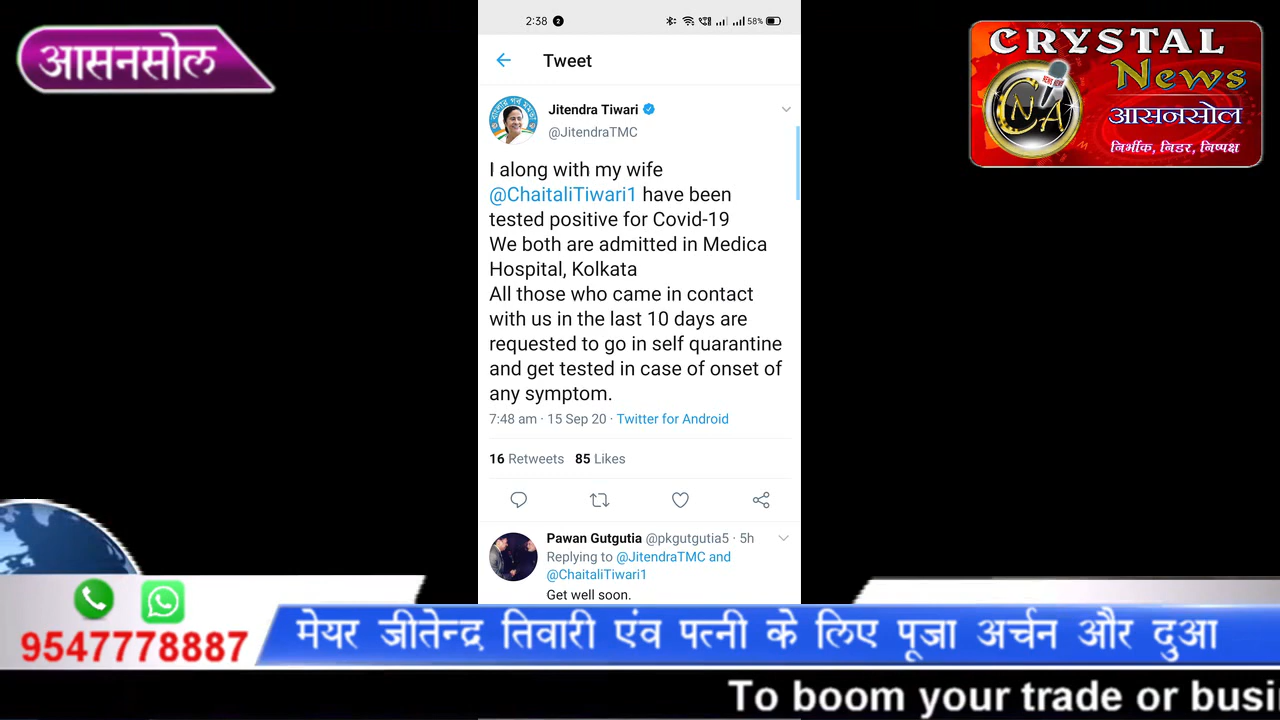 आसनसोल
2:38 2 58%
CRYSTAL
News
NEWS
CNA
आसनसोल
निर्भीक, निडर, निष्पक्ष
Tweet
Jitendra Tiwari
@JitendraTMC
I along with my wife
@ChaitaliTiwari1 have been
tested positive for Covid-19
We both are admitted in Medica
Hospital, Kolkata
All those who came in contact
with us in the last 10 days are
requested to go in self quarantine
and get tested in case of onset of
any symptom.
7:48 am · 15 Sep 20 · Twitter for Android
16 Retweets 85 Likes
Pawan Gutgutia @pkgutgutia5 · 5h
Replying to @JitendraTMC and
@ChaitaliTiwari1
Get well soon.
9547778887
मेयर जीतेन्द्र तिवारी एंव पत्नी के लिए पूजा अर्चन और दुआ
To boom your trade or busi